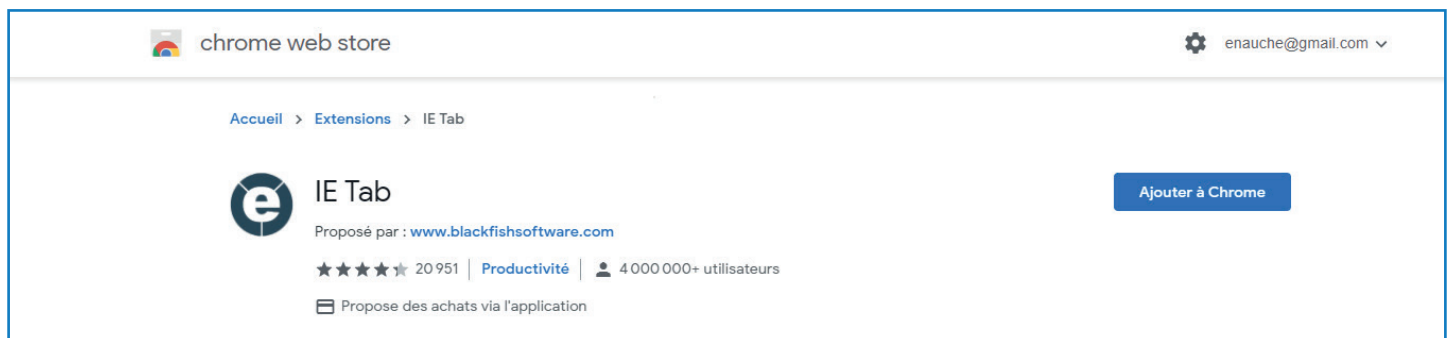 chrome web store
enauche@gmail.com
Accueil > Extensions > IE Tab
IE Tab
Ajouter à Chrome
Proposé par : www.blackfishsoftware.com
20 951 | Productivité | 4 000 000+ utilisateurs
Propose des achats via l'application